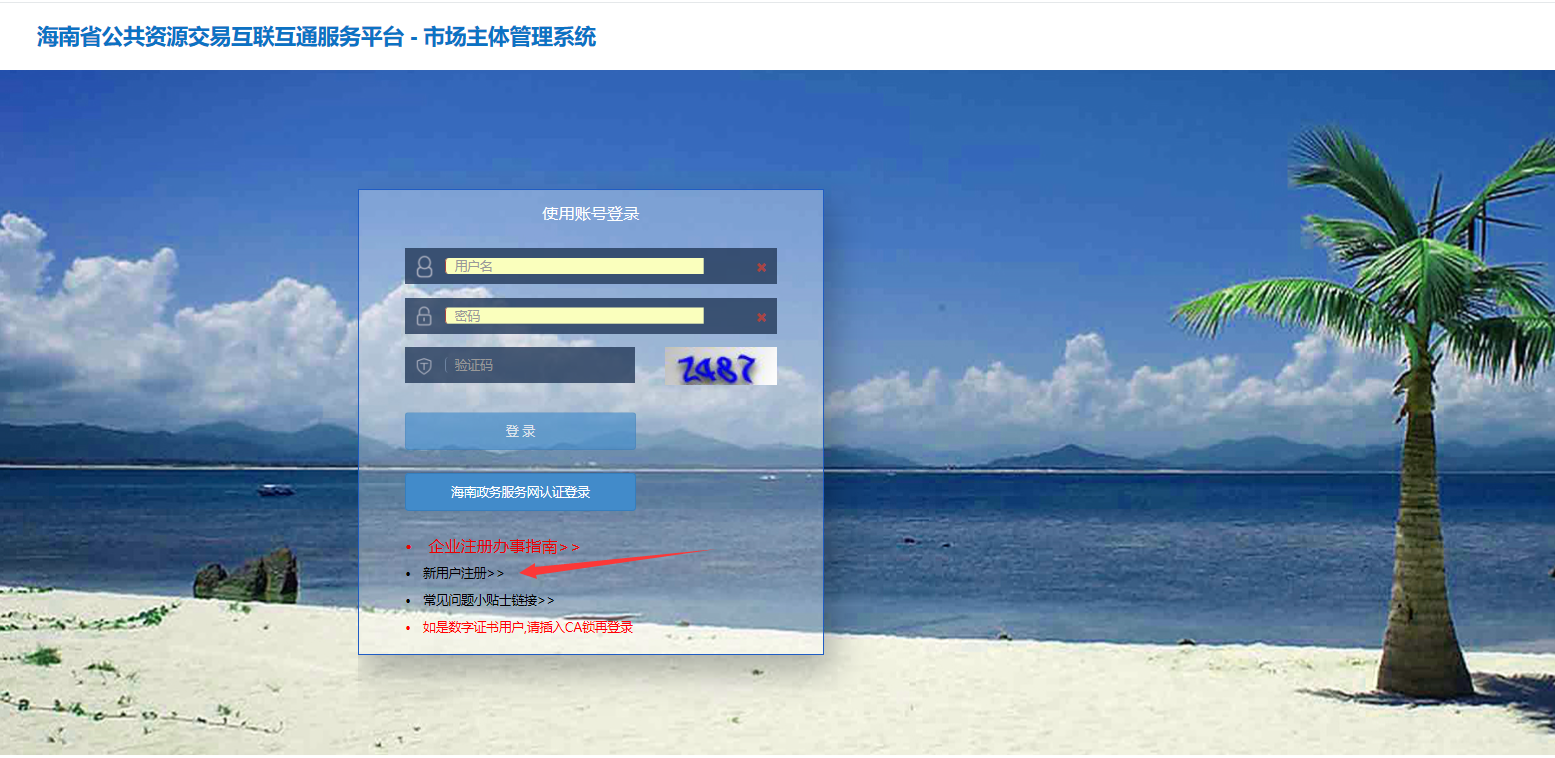 海南省公共资源交易互联互通服务平台 - 市场主体管理系统
使用账号登录
用户名
密码
验证码
2487
登 录
海南政务服务网认证登录
• 企业注册办事指南>>
• 新用户注册>>
• 常见问题小贴士链接>>
• 如是数字证书用户,请插入CA锁再登录